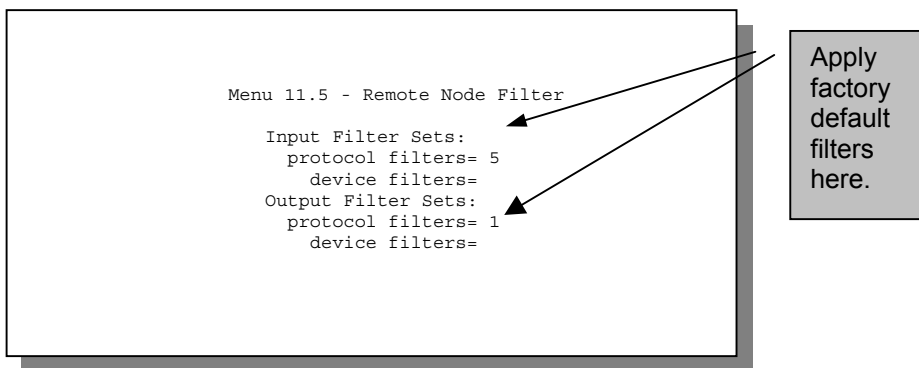 Menu 11.5 - Remote Node Filter
Input Filter Sets:
protocol filters= 5
device filters=
Output Filter Sets:
protocol filters= 1
device filters=
Apply
factory
default
filters
here.